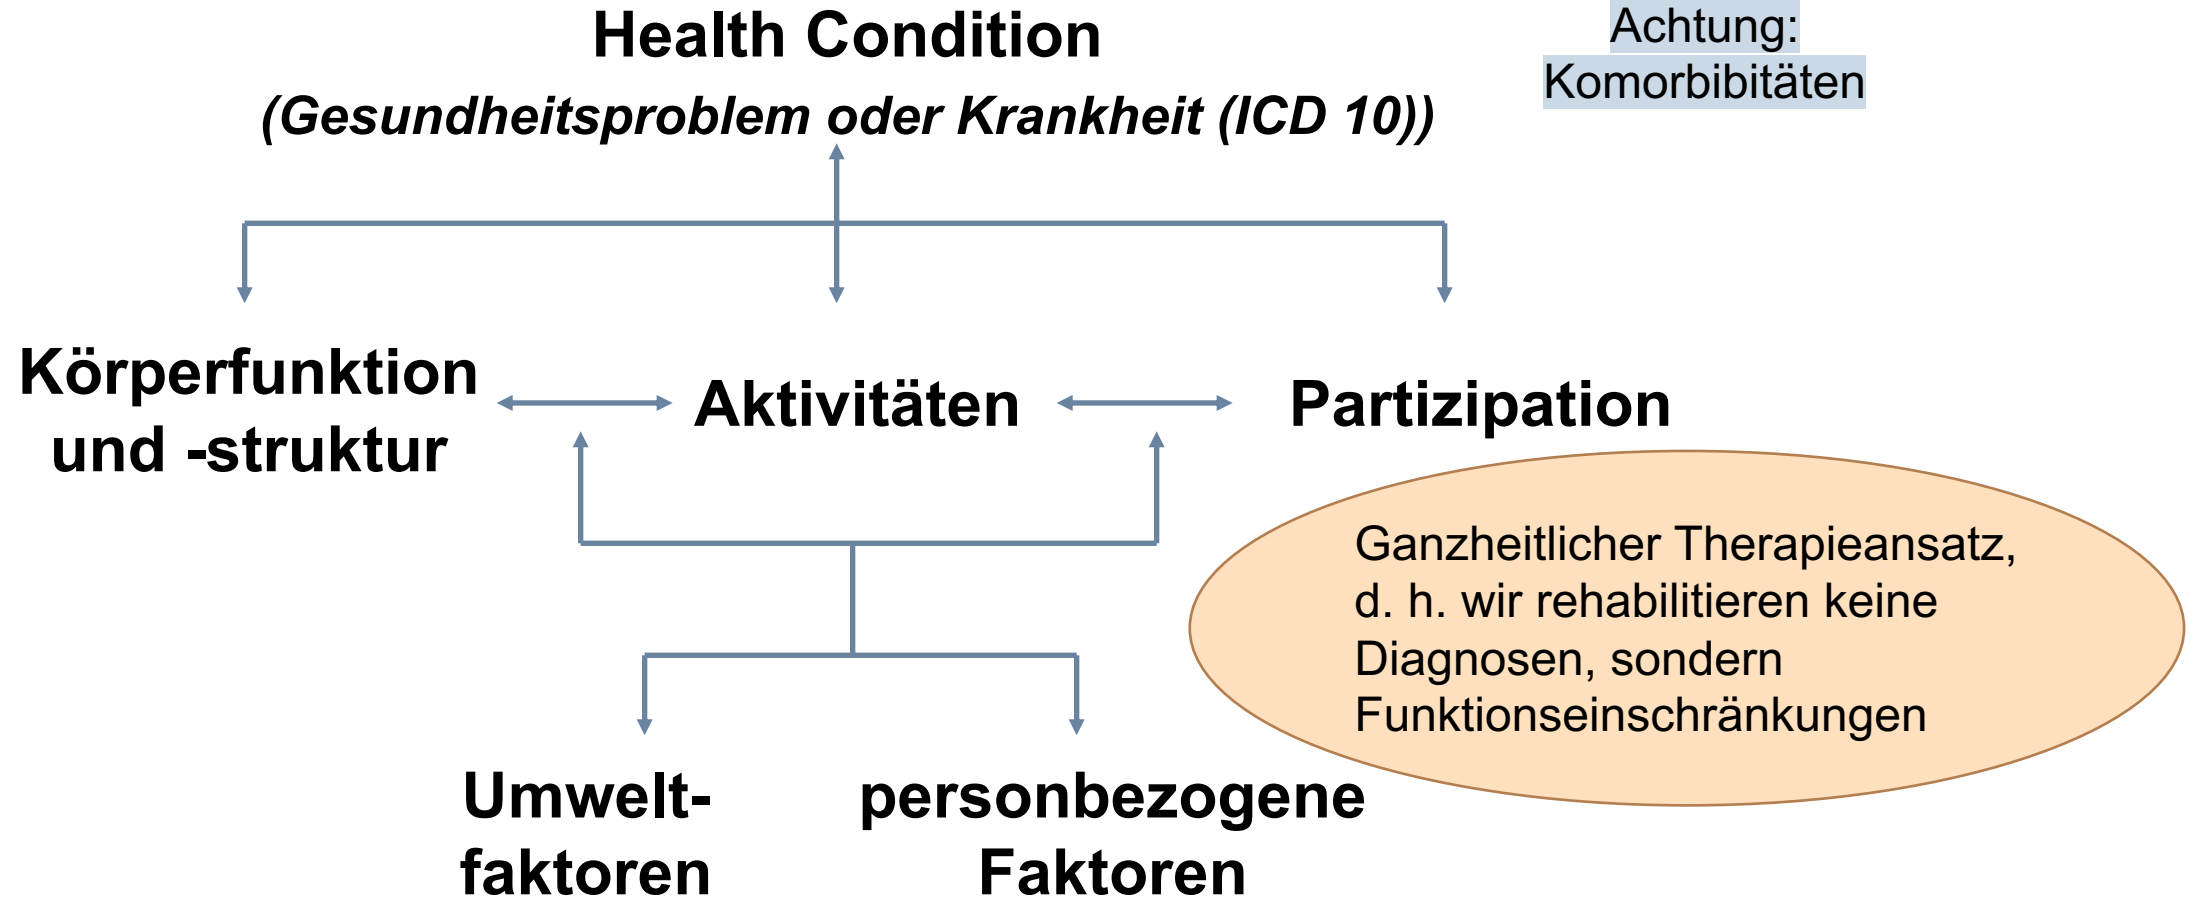 Health Condition
(Gesundheitsproblem oder Krankheit (ICD 10))
Achtung:
Komorbibitäten
Körperfunktion
und -struktur
Aktivitäten
Partizipation
Ganzheitlicher Therapieansatz,
d. h. wir rehabilitieren keine
Diagnosen, sondern
Funktionseinschränkungen
Umwelt-
faktoren
personbezogene
Faktoren